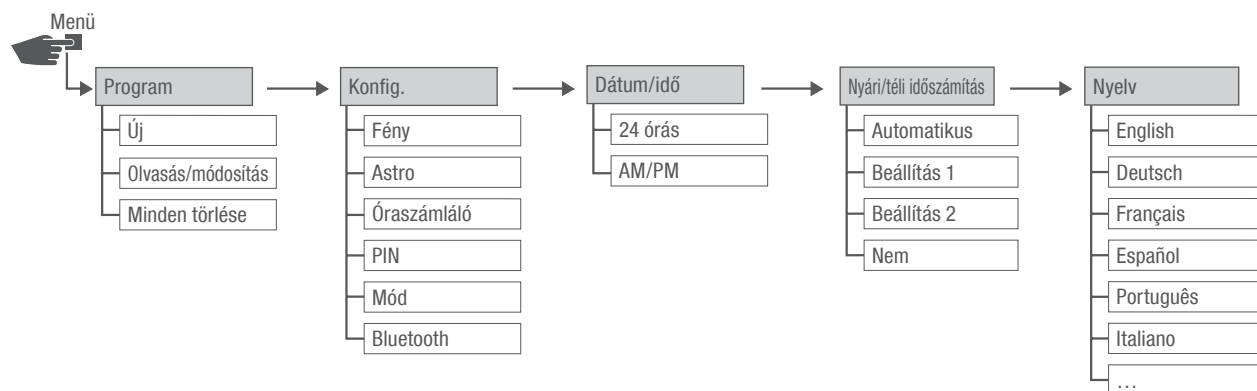 Menü
Program
Új
Olvasás/módosítás
Minden törlése
Konfig.
Fény
Astro
Óraszámláló
PIN
Mód
Bluetooth
Dátum/idő
24 órás
AM/PM
Nyári/téli időszámítás
Automatikus
Beállítás 1
Beállítás 2
Nem
Nyelv
English
Deutsch
Français
Español
Português
Italiano
…